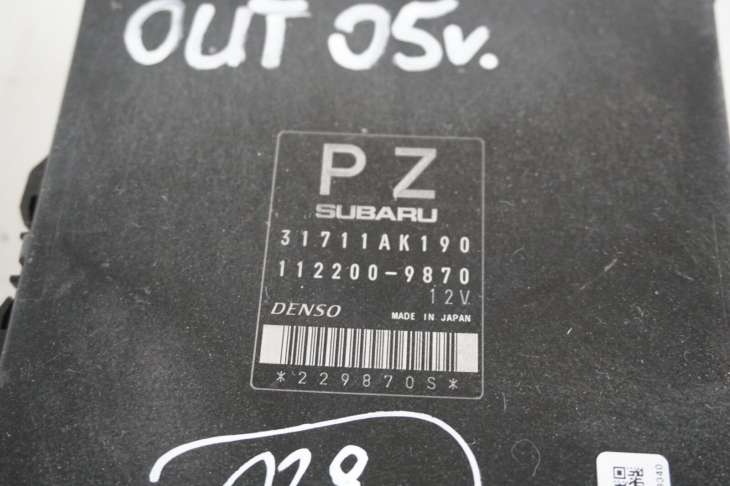 OUT 05v.
PZ
SUBARU
31711AK190
112200-9870
12V
DENSO MADE IN JAPAN
*229870S*